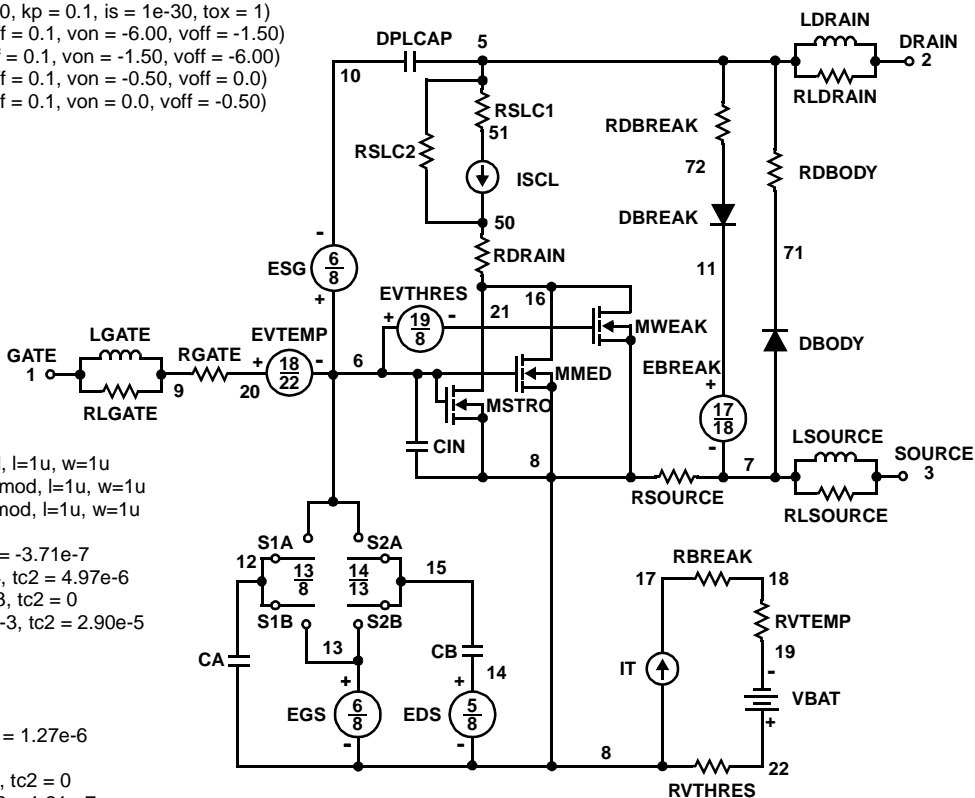 0, kp = 0.1, is = 1e-30, tox = 1)
ff = 0.1, von = -6.00, voff = -1.50)
f = 0.1, von = -1.50, voff = -6.00)
ff = 0.1, von = -0.50, voff = 0.0)
ff = 0.1, von = 0.0, voff = -0.50)
LDRAIN
DPLCAP 5 DRAIN
10 2
RLDRAIN
RSLC1
51
RDBREAK
RSLC2
72
RDBODY
ISCL
DBREAK
50
- RDRAIN
71
ESG 6/8
11
+ EVTHRES 16
21
+ 19/8 -
MWEAK
LGATE EVTEMP
DBODY
GATE RGATE + 18/22 - 6
MMED EBREAK +
1 9 20
MSTRO
RLGATE
17/18
LSOURCE
CIN
- SOURCE
8 7 3
RSOURCE
RLSOURCE
, l=1u, w=1u
mod, l=1u, w=1u
mod, l=1u, w=1u
= -3.71e-7
, tc2 = 4.97e-6
3, tc2 = 0
-3, tc2 = 2.90e-5
S1A S2A
RBREAK
12 13/8 14/13 15
17 18
S1B S2B
RVTEMP
13 CB
19
CA 14
IT -
+ +
VBAT
EGS 6/8 EDS 5/8
+
- -
8
22
RVTHRES
= 1.27e-6
, tc2 = 0